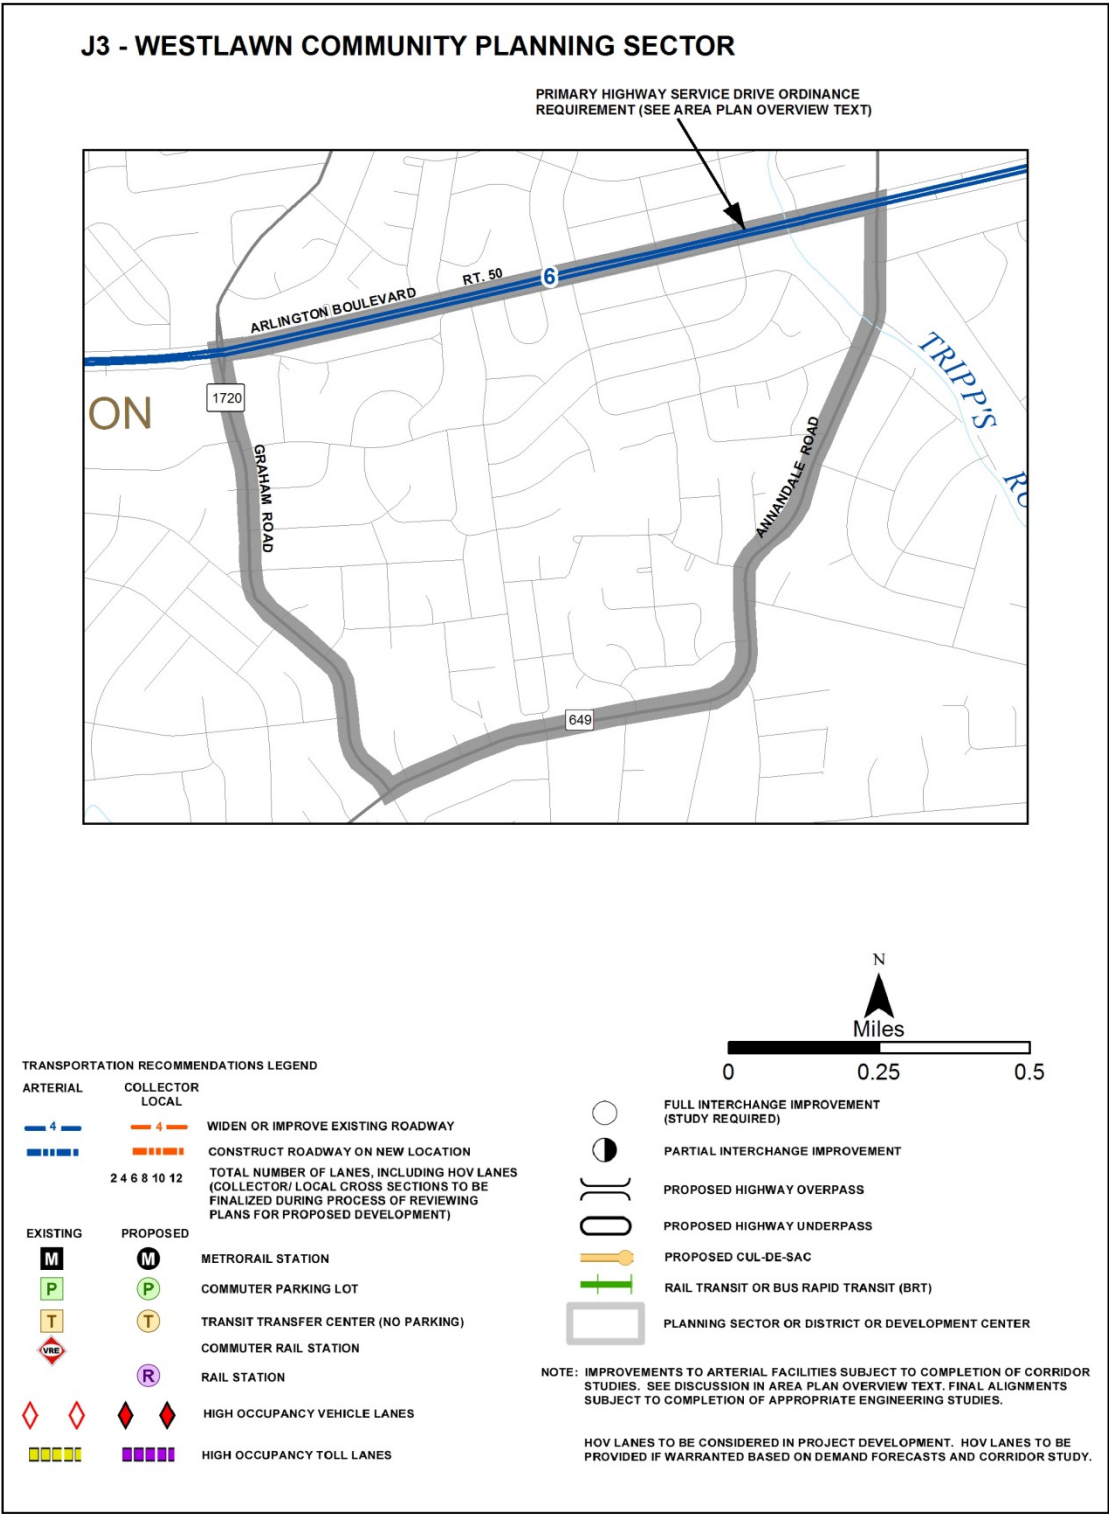 J3 - WESTLAWN COMMUNITY PLANNING SECTOR
PRIMARY HIGHWAY SERVICE DRIVE ORDINANCE
REQUIREMENT (SEE AREA PLAN OVERVIEW TEXT)
ARLINGTON BOULEVARD
RT. 50
6
1720
ON
GRAHAM ROAD
ANNANDALE ROAD
TRIPP'S
RU
649
N
Miles
0 0.25 0.5
TRANSPORTATION RECOMMENDATIONS LEGEND
ARTERIAL COLLECTOR
LOCAL
4 4 WIDEN OR IMPROVE EXISTING ROADWAY
CONSTRUCT ROADWAY ON NEW LOCATION
2 4 6 8 10 12 TOTAL NUMBER OF LANES, INCLUDING HOV LANES
(COLLECTOR/ LOCAL CROSS SECTIONS TO BE
FINALIZED DURING PROCESS OF REVIEWING
PLANS FOR PROPOSED DEVELOPMENT)
EXISTING PROPOSED
M M METRORAIL STATION
P P COMMUTER PARKING LOT
T T TRANSIT TRANSFER CENTER (NO PARKING)
VRE COMMUTER RAIL STATION
R RAIL STATION
HIGH OCCUPANCY VEHICLE LANES
HIGH OCCUPANCY TOLL LANES
FULL INTERCHANGE IMPROVEMENT
(STUDY REQUIRED)
PARTIAL INTERCHANGE IMPROVEMENT
PROPOSED HIGHWAY OVERPASS
PROPOSED HIGHWAY UNDERPASS
PROPOSED CUL-DE-SAC
RAIL TRANSIT OR BUS RAPID TRANSIT (BRT)
PLANNING SECTOR OR DISTRICT OR DEVELOPMENT CENTER
NOTE: IMPROVEMENTS TO ARTERIAL FACILITIES SUBJECT TO COMPLETION OF CORRIDOR
STUDIES. SEE DISCUSSION IN AREA PLAN OVERVIEW TEXT. FINAL ALIGNMENTS
SUBJECT TO COMPLETION OF APPROPRIATE ENGINEERING STUDIES.
HOV LANES TO BE CONSIDERED IN PROJECT DEVELOPMENT. HOV LANES TO BE
PROVIDED IF WARRANTED BASED ON DEMAND FORECASTS AND CORRIDOR STUDY.